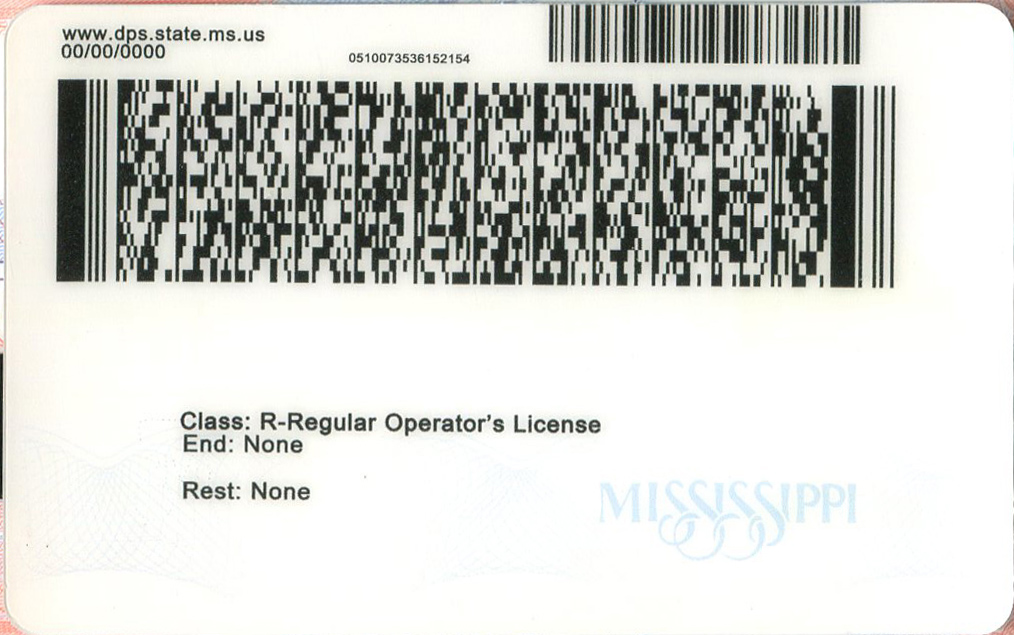 www.dps.state.ms.us
00/00/0000
0510073536152154
Class: R-Regular Operator's License
End: None
Rest: None
MISSISSIPPI